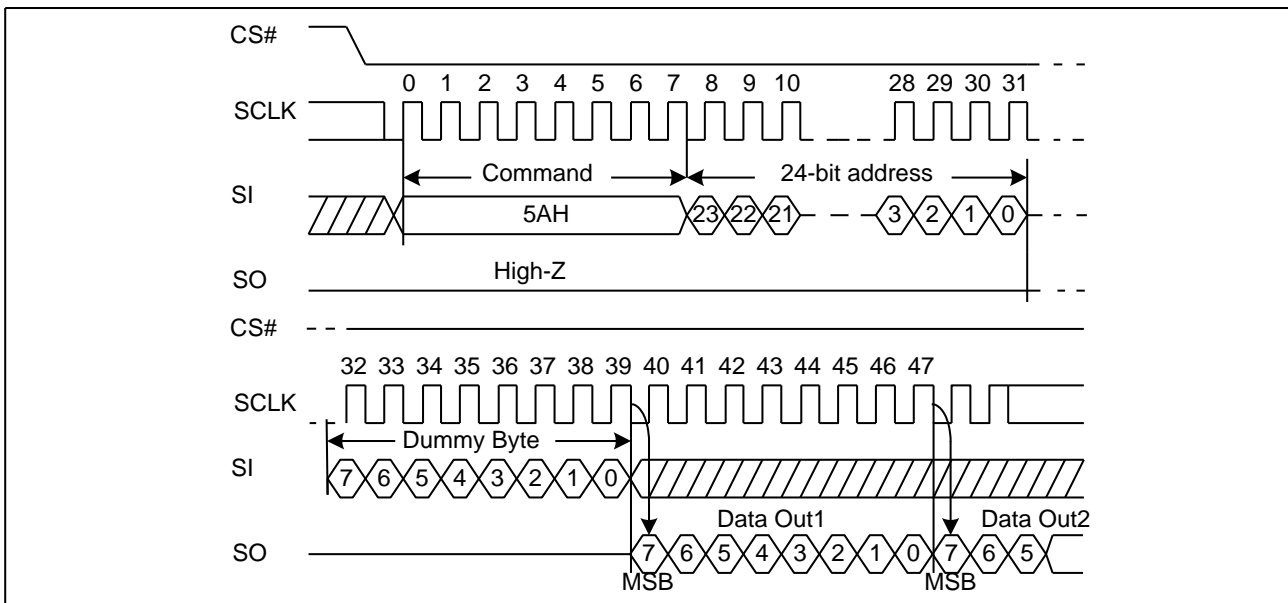 CS#
0 1 2 3 4 5 6 7 8 9 10 28 29 30 31
SCLK
Command 24-bit address
SI
5AH 23 22 21 3 2 1 0
High-Z
SO
CS#
32 33 34 35 36 37 38 39 40 41 42 43 44 45 46 47
SCLK
Dummy Byte
SI
7 6 5 4 3 2 1 0
Data Out1 Data Out2
SO
7 6 5 4 3 2 1 0 7 6 5
MSB MSB